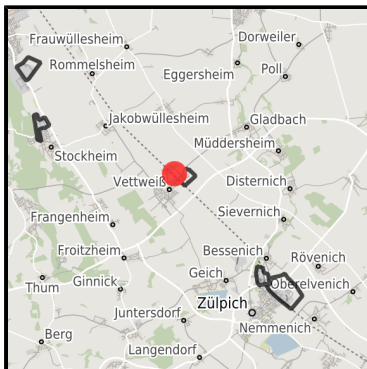 Frauwüllesheim
Dorweiler
Rommelsheim
Eggersheim
Poll
Jakobwüllesheim
Gladbach
Müddersheim
Stockheim
Vettweiß
Disternich
Sievernich
Frangenheim
Froitzheim
Bessenich
Rövenich
Thum
Ginnick
Geich
Oberelvenich
Zülpich
Juntersdorf
Nemmenich
Berg
Langendorf